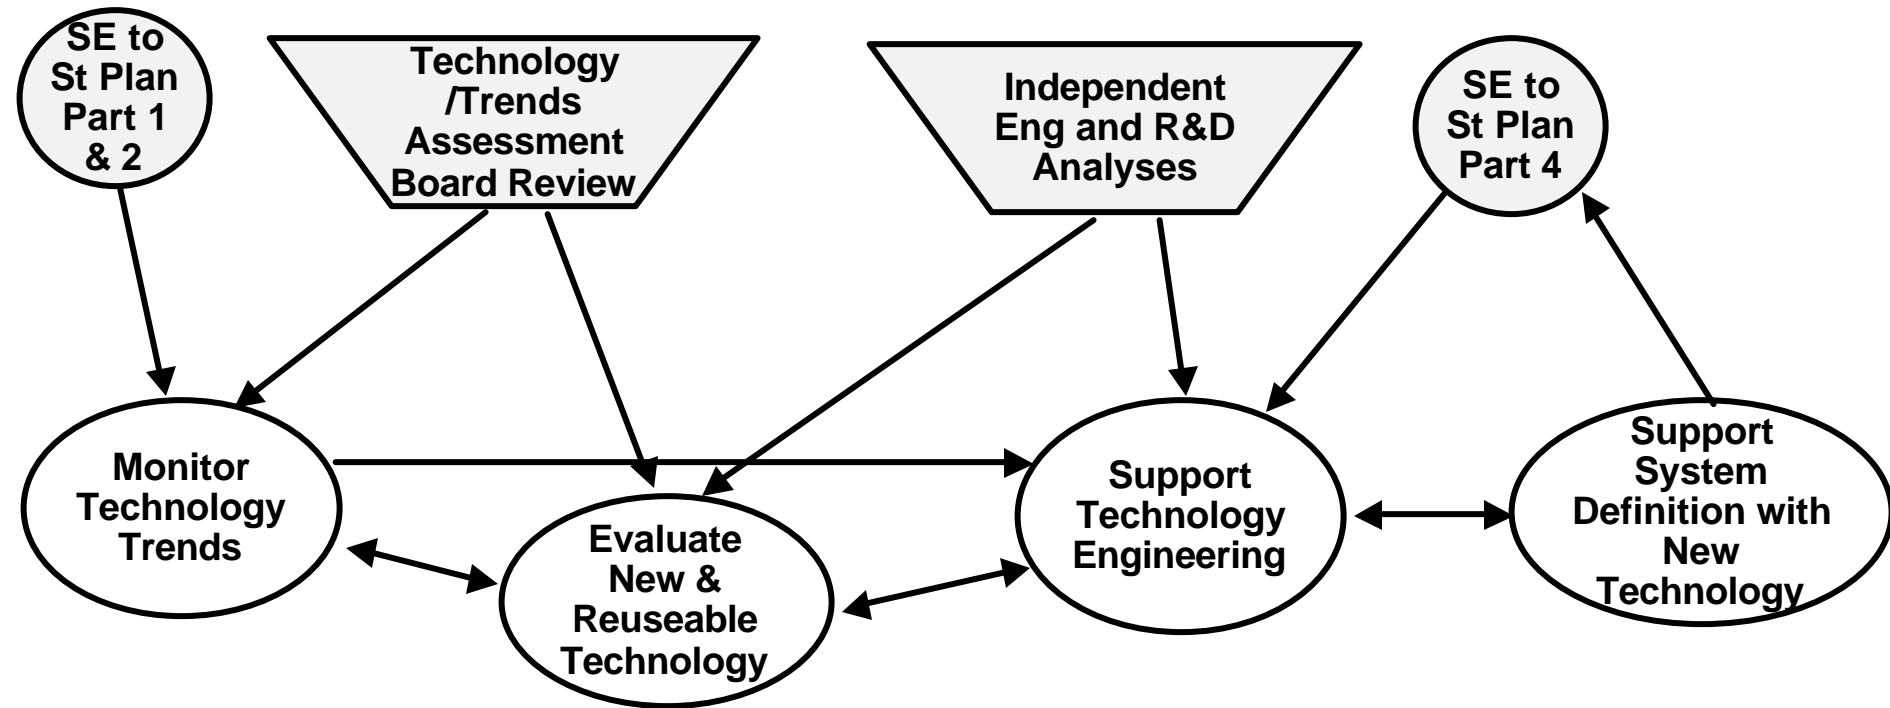 SE to
St Plan
Part 1
& 2
Technology
/Trends
Assessment
Board Review
Independent
Eng and R&D
Analyses
SE to
St Plan
Part 4
Monitor
Technology
Trends
Evaluate
New &
Reuseable
Technology
Support
Technology
Engineering
Support
System
Definition with
New
Technology